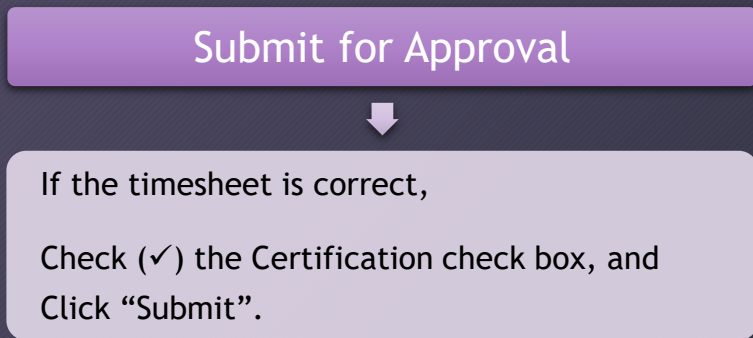 Submit for Approval
If the timesheet is correct,
Check (✓) the Certification check box, and
Click “Submit”.